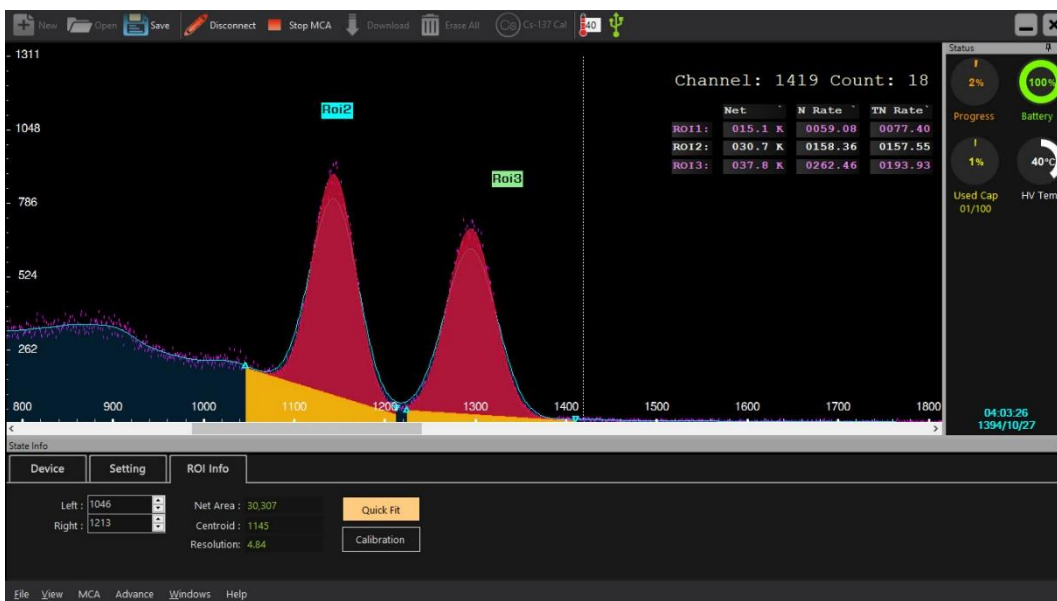 New Open Save Disconnect Stop MCA Download Erase All Cs Cs-137 Cal 40
1311
1048
786
524
262
Roi2
Roi3
Channel: 1419 Count: 18
Net N Rate TN Rate
ROI1: 015.1 K 0059.08 0077.40
ROI2: 030.7 K 0158.36 0157.55
ROI3: 037.8 K 0262.46 0193.93
800 900 1000 1100 1200 1300 1400 1500 1600 1700 1800
Status
2% 100%
Progress Battery
1% 40°C
Used Cap HV Tem
01/100
04:03:26
1394/10/27
State Info
Device Setting ROI Info
Left : 1046 Net Area : 30,307 Quick Fit
Right : 1213 Centroid : 1145
Resolution: 4.84 Calibration
File View MCA Advance Windows Help